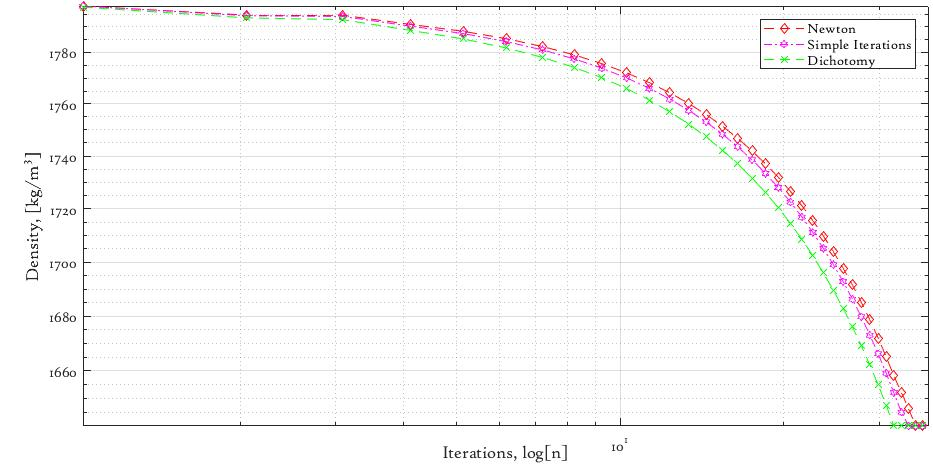 1780
1760
1740
1720
1700
1680
1660
Density, [kg/m³]
Newton
Simple Iterations
Dichotomy
Iterations, log[n]
10¹